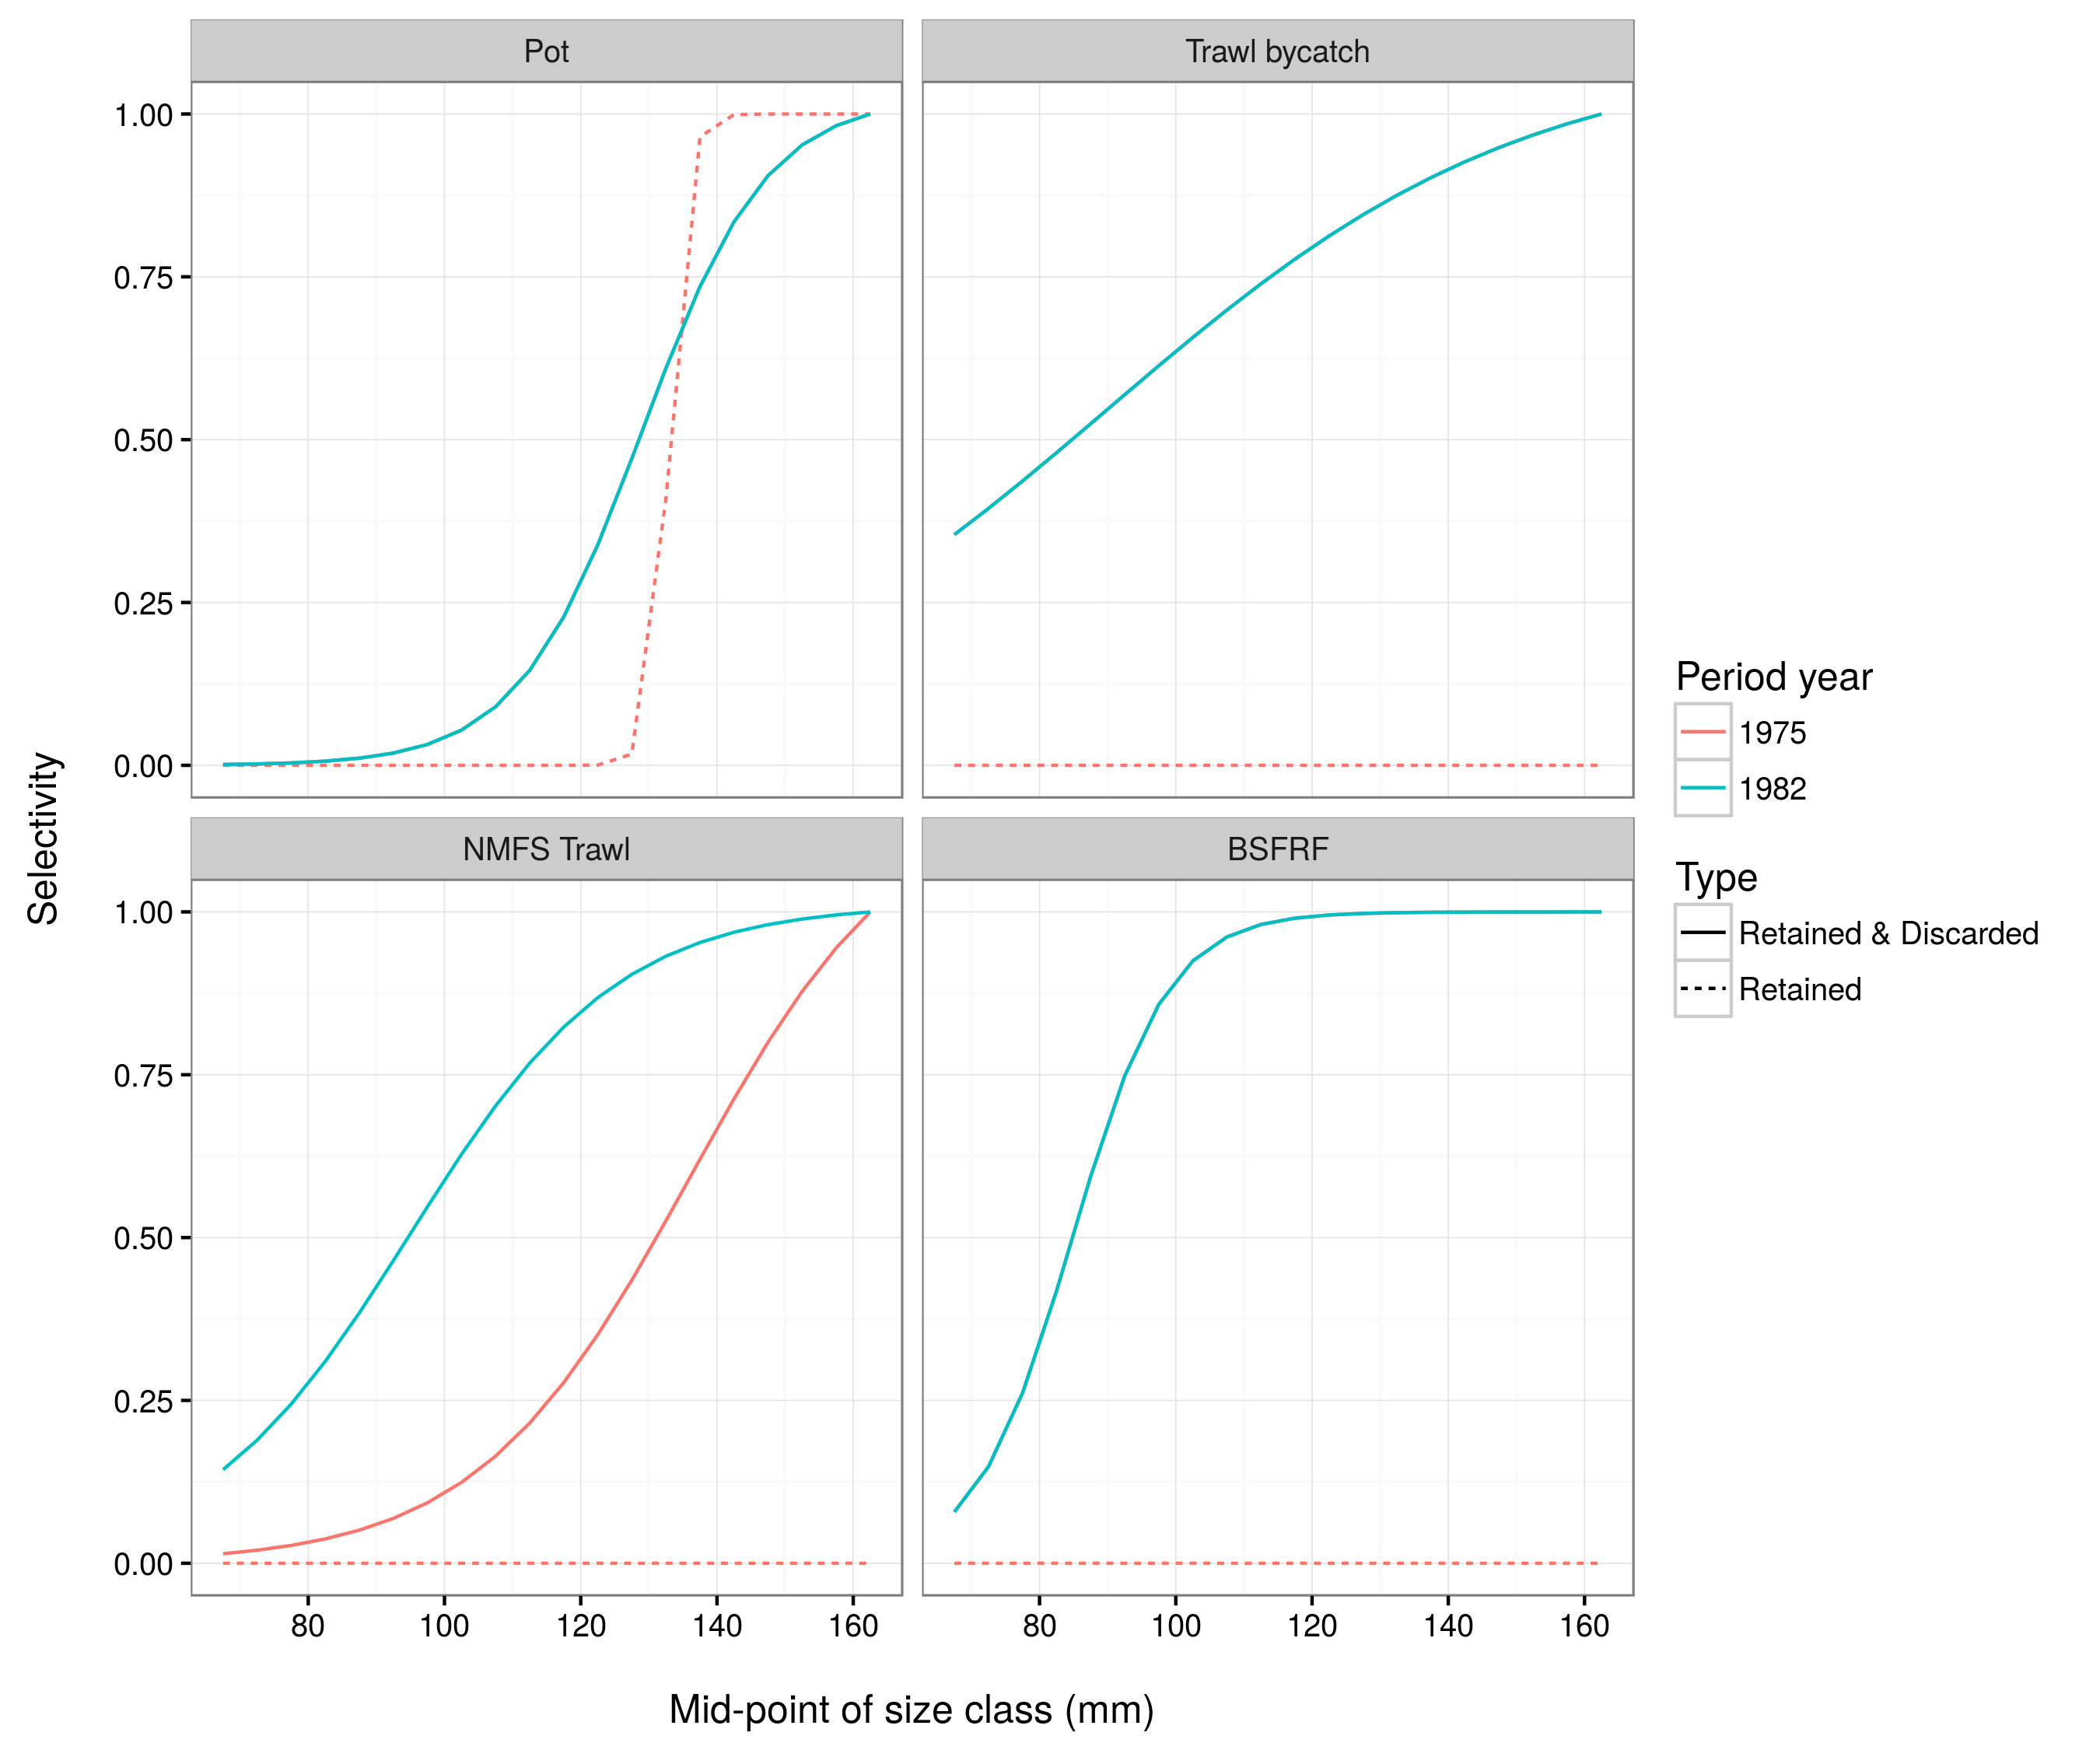 Pot
Trawl bycatch
1.00
0.75
0.50
0.25
0.00
NMFS Trawl
BSFRF
1.00
0.75
0.50
0.25
0.00
80 100 120 140 160
80 100 120 140 160
Mid-point of size class (mm)
Selectivity
Period year
1975
1982
Type
Retained & Discarded
Retained